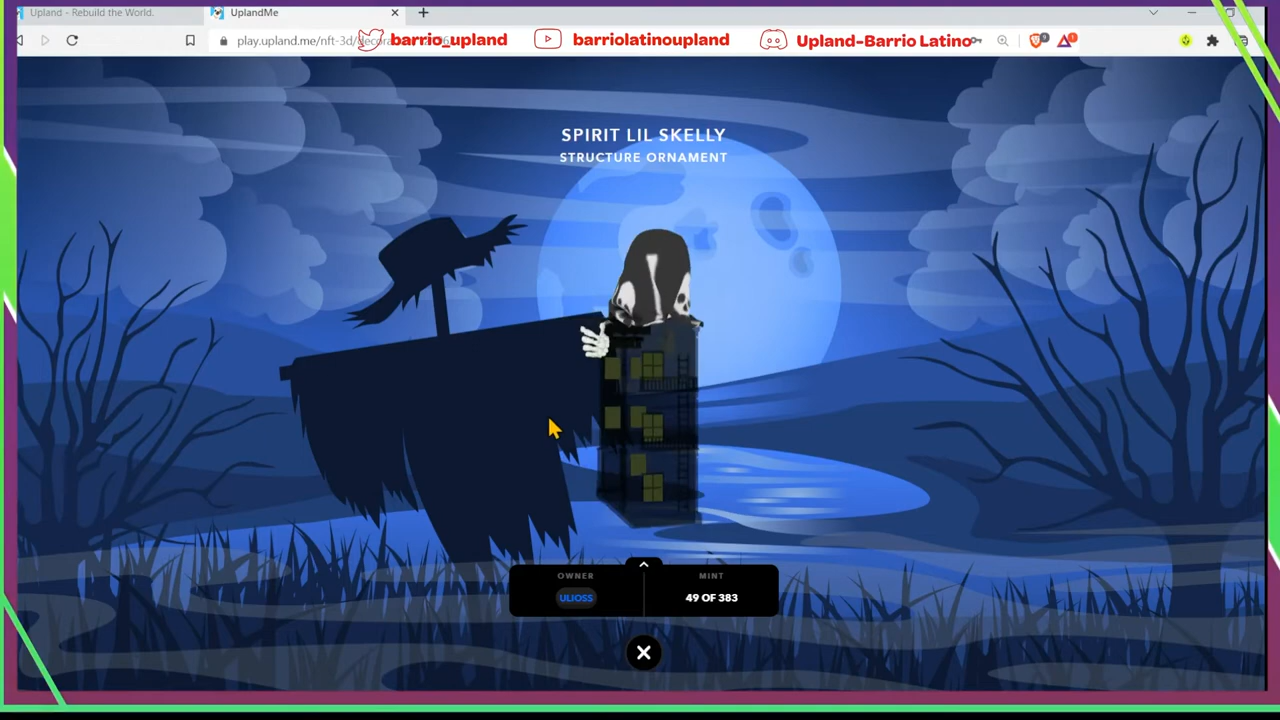 Upland - Rebuild the World.
UplandMe
play.upland.me/nft-3d/decora
barrio_upland
barriolatinoupland
Upland-Barrio Latino
SPIRIT LIL SKELLY
STRUCTURE ORNAMENT
OWNER
MINT
ULIOSS
49 OF 383